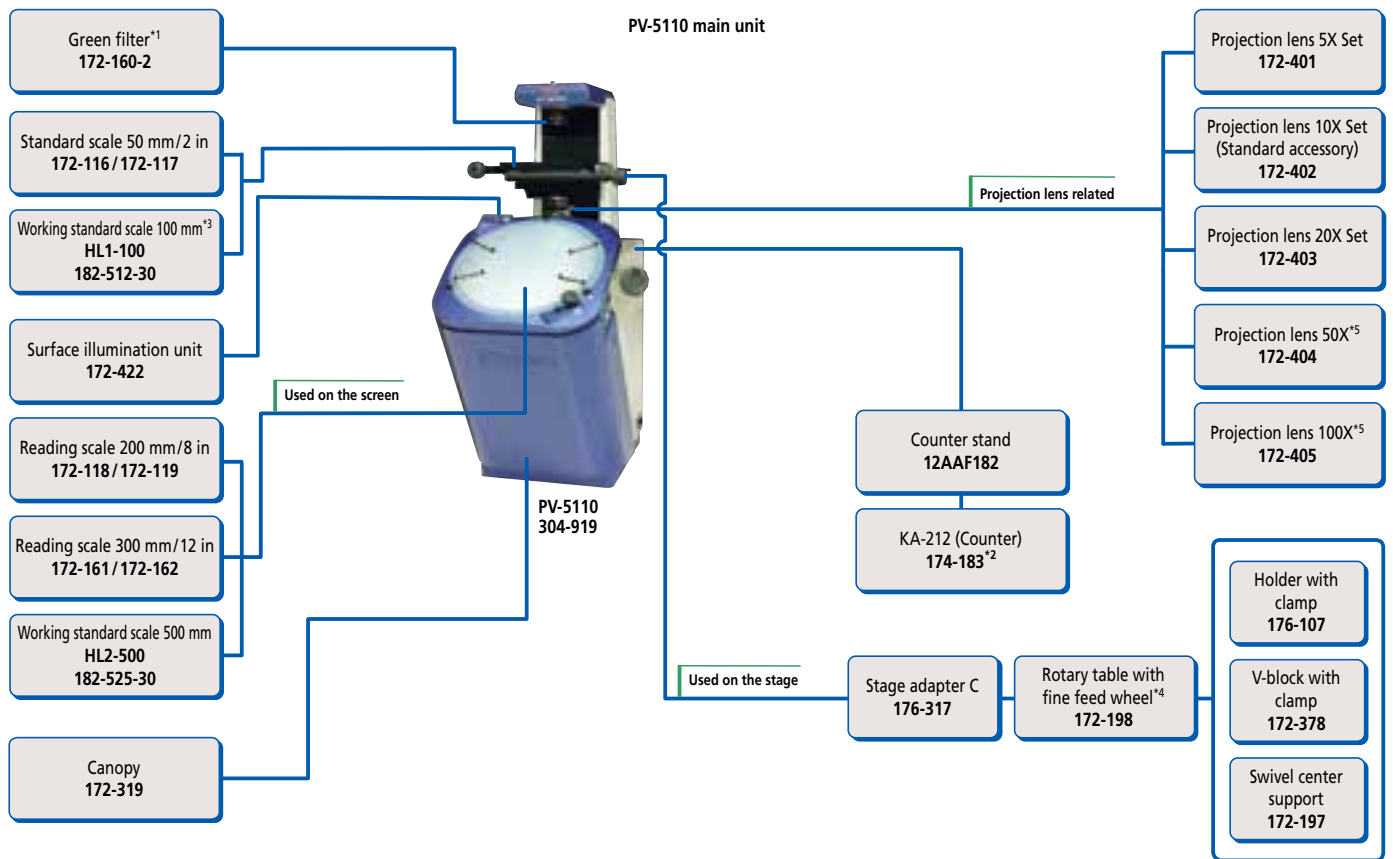 PV-5110 main unit
Green filter*1
172-160-2
Standard scale 50 mm/2 in
172-116/172-117
Working standard scale 100 mm*3
HL1-100
182-512-30
Surface illumination unit
172-422
Used on the screen
Reading scale 200 mm/8 in
172-118/172-119
Reading scale 300 mm/12 in
172-161/172-162
Working standard scale 500 mm
HL2-500
182-525-30
Canopy
172-319
PV-5110
304-919
Projection lens related
Projection lens 5X Set
172-401
Projection lens 10X Set
(Standard accessory)
172-402
Projection lens 20X Set
172-403
Projection lens 50X*5
172-404
Projection lens 100X*5
172-405
Counter stand
12AAF182
KA-212 (Counter)
174-183*2
Used on the stage
Stage adapter C
176-317
Rotary table with
fine feed wheel*4
172-198
Holder with
clamp
176-107
V-block with
clamp
172-378
Swivel center
support
172-197